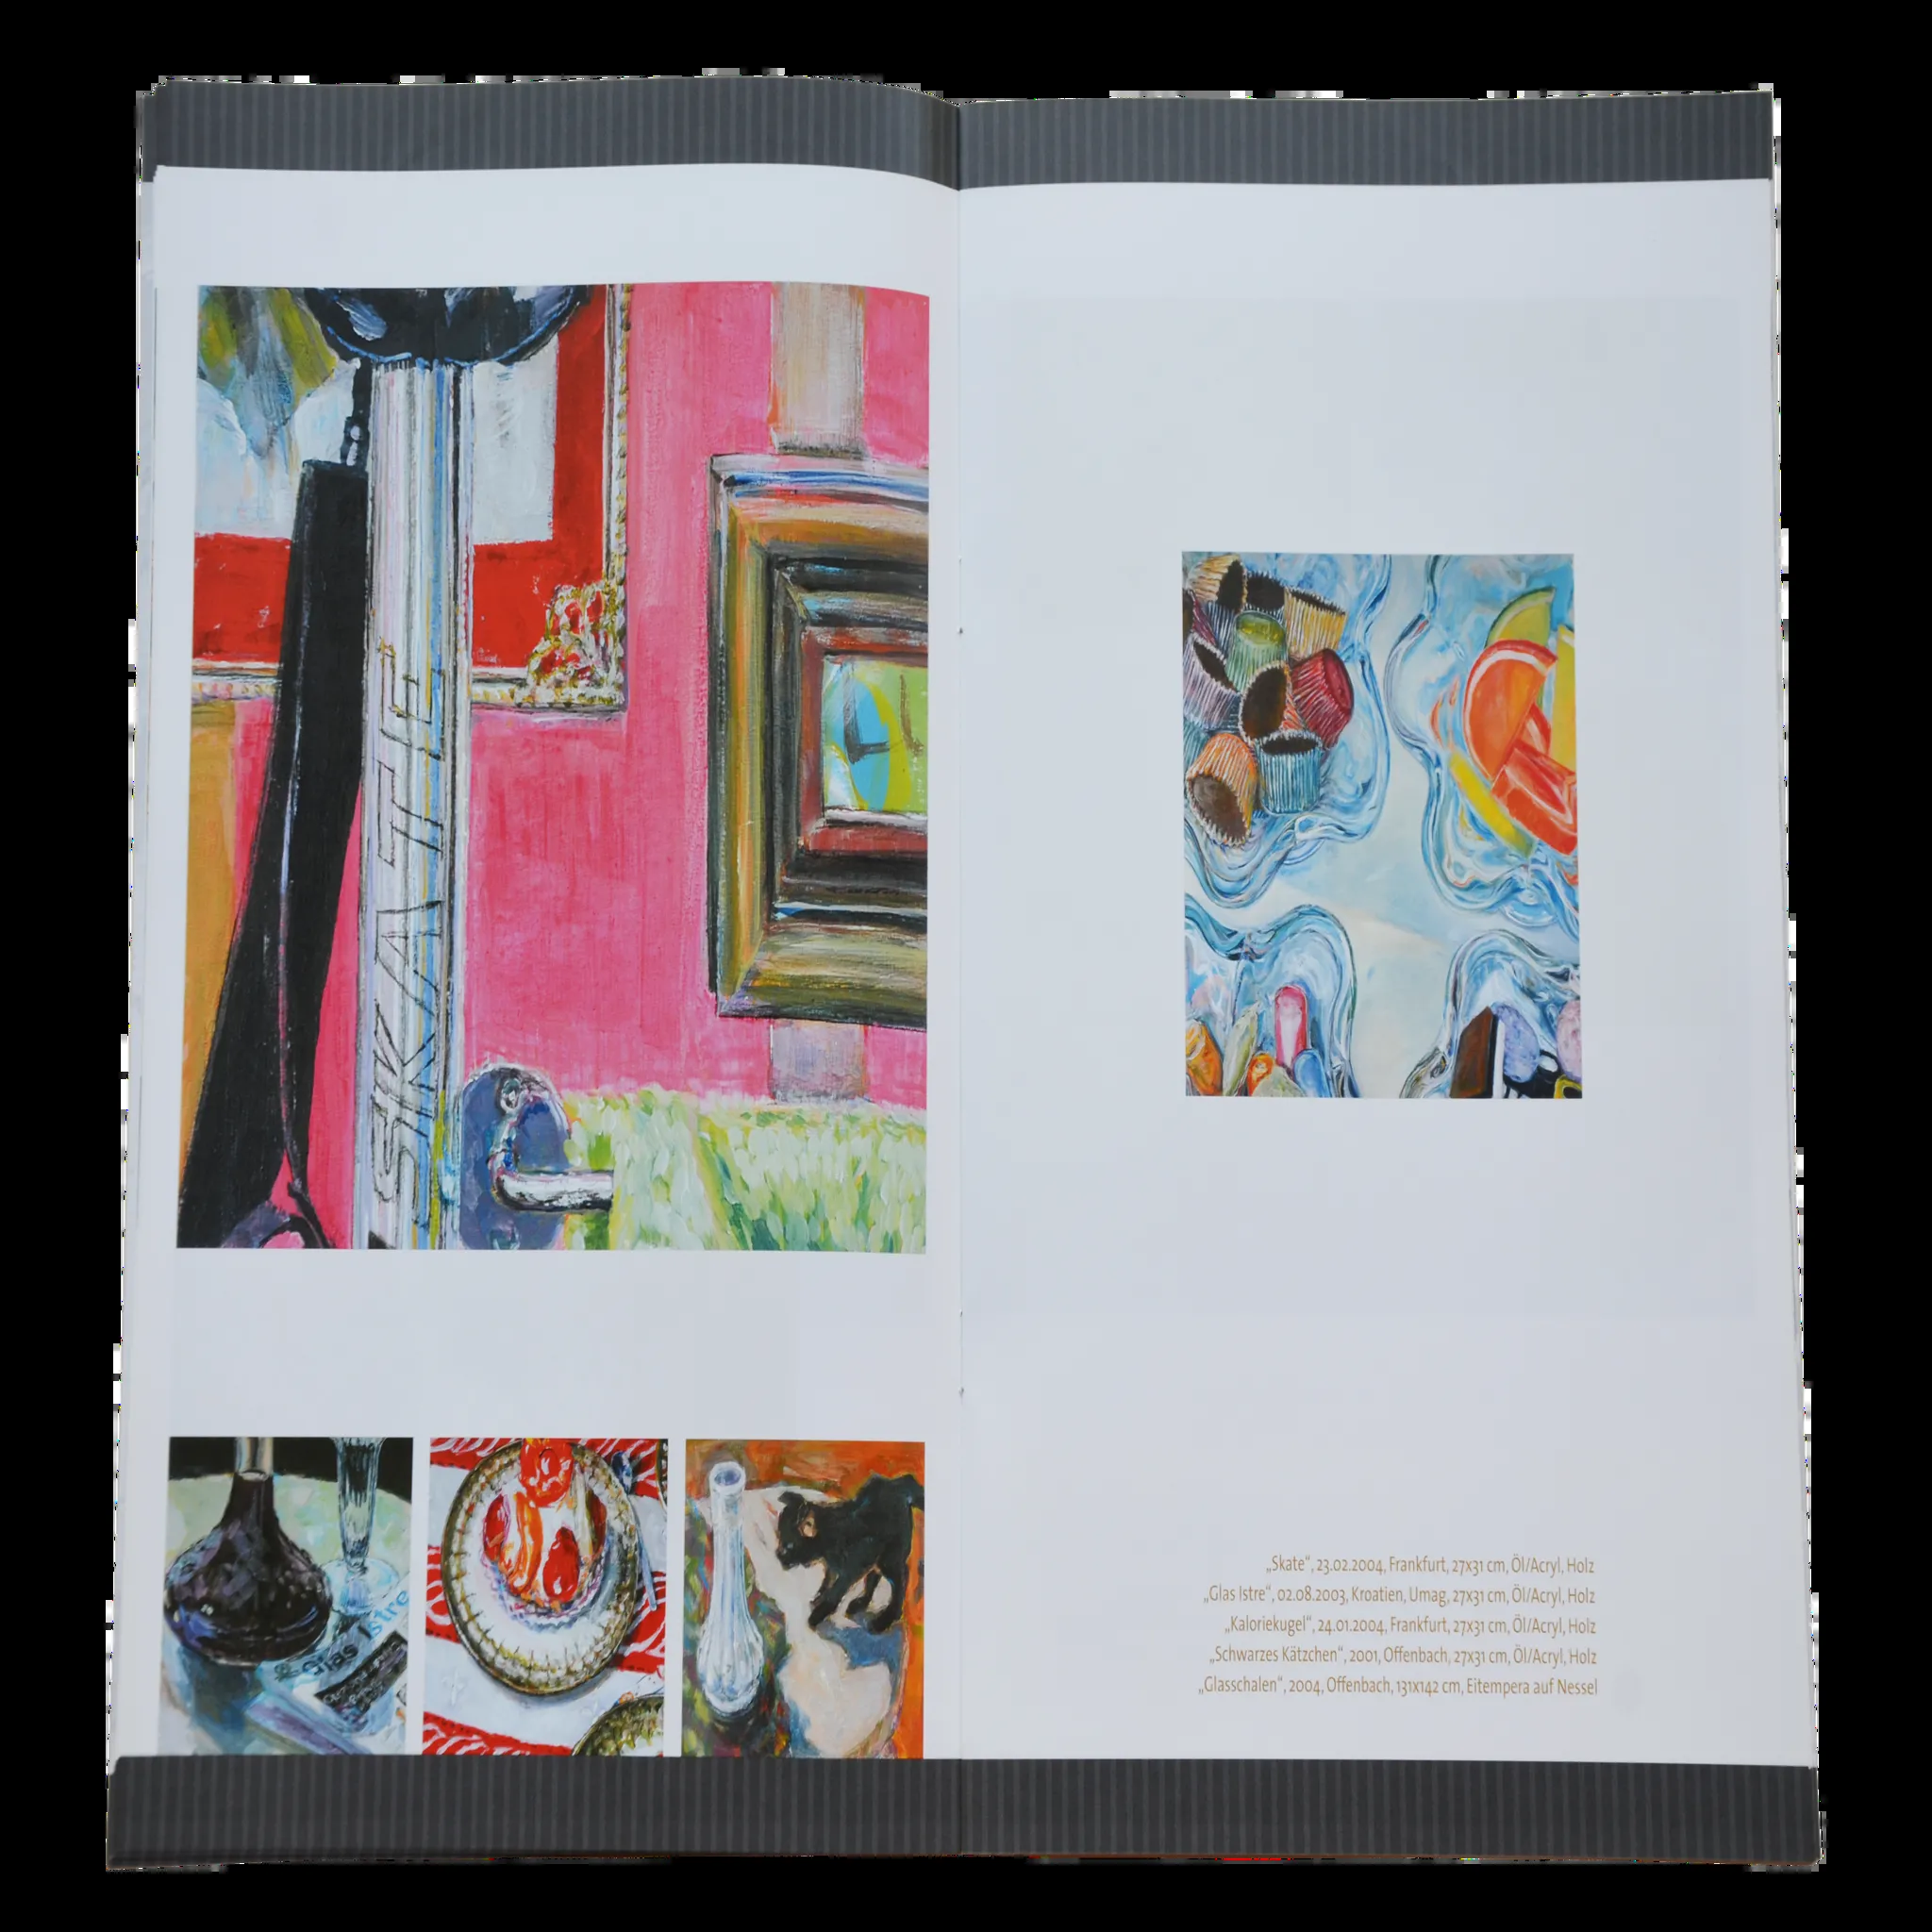 SKATE
Glas Istre
„Skate“, 23.02.2004, Frankfurt, 27x31 cm, Öl/Acryl, Holz
„Glas Istre“, 02.08.2003, Kroatien, Umag, 27x31 cm, Öl/Acryl, Holz
„Kaloriekugel“, 24.01.2004, Frankfurt, 27x31 cm, Öl/Acryl, Holz
„Schwarzes Kätzchen“, 2001, Offenbach, 27x31 cm, Öl/Acryl, Holz
„Glasschalen“, 2004, Offenbach, 131x142 cm, Eitempera auf Nessel